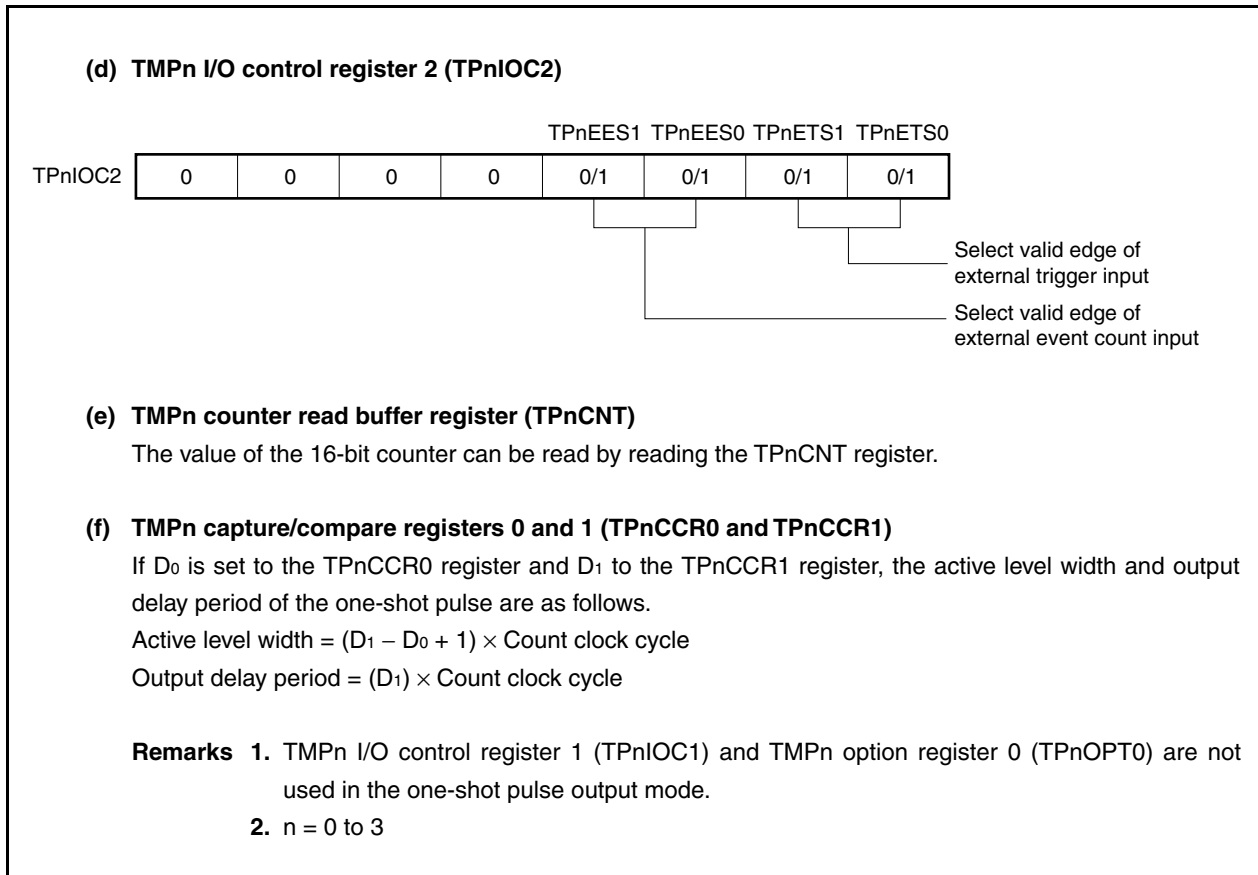 (d) TMPn I/O control register 2 (TPnIOC2)
TPnEES1 TPnEES0 TPnETS1 TPnETS0
TPnIOC2 0 0 0 0 0/1 0/1 0/1 0/1
Select valid edge of
external trigger input
Select valid edge of
external event count input
(e) TMPn counter read buffer register (TPnCNT)
The value of the 16-bit counter can be read by reading the TPnCNT register.
(f) TMPn capture/compare registers 0 and 1 (TPnCCR0 and TPnCCR1)
If D0 is set to the TPnCCR0 register and D1 to the TPnCCR1 register, the active level width and output
delay period of the one-shot pulse are as follows.
Active level width = (D1 − D0 + 1) × Count clock cycle
Output delay period = (D1) × Count clock cycle
Remarks 1. TMPn I/O control register 1 (TPnIOC1) and TMPn option register 0 (TPnOPT0) are not
used in the one-shot pulse output mode.
2. n = 0 to 3